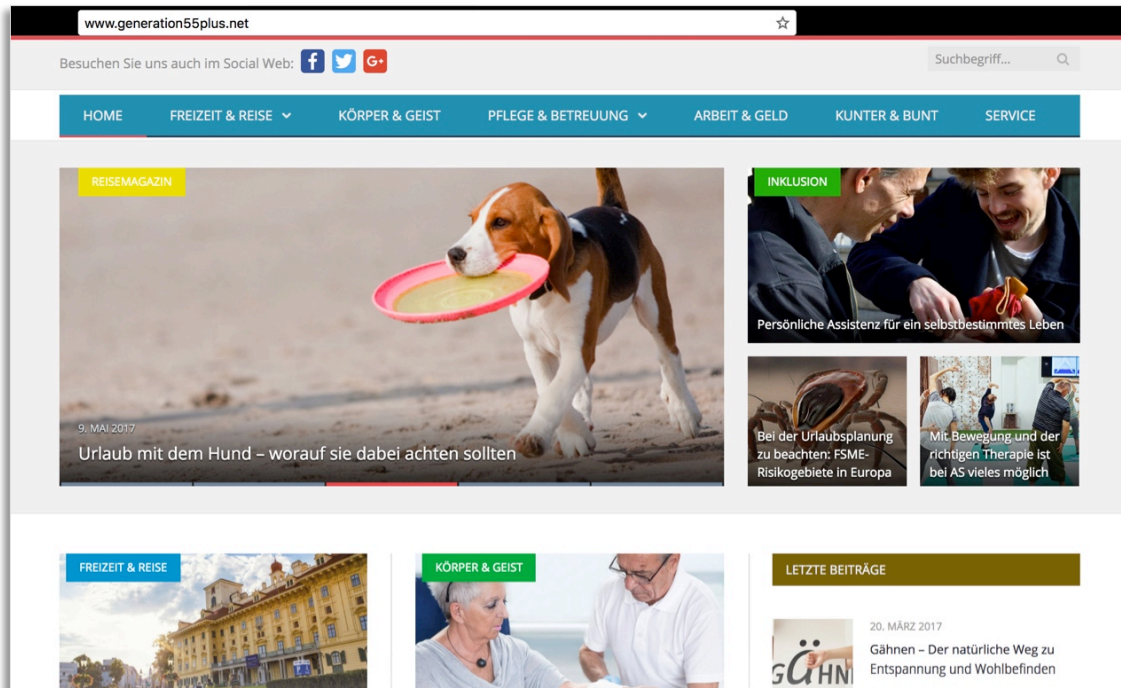 www.generation55plus.net
Besuchen Sie uns auch im Social Web:
f
G+
Suchbegriff...
HOME
FREIZEIT & REISE
KÖRPER & GEIST
PFLEGE & BETREUUNG
ARBEIT & GELD
KUNTER & BUNT
SERVICE
REISEMAGAZIN
9. MAI 2017
Urlaub mit dem Hund – worauf sie dabei achten sollten
INKLUSION
Persönliche Assistenz für ein selbstbestimmtes Leben
Bei der Urlaubsplanung
zu beachten: FSME-
Risikogebiete in Europa
Mit Bewegung und der
richtigen Therapie ist
bei AS vieles möglich
FREIZEIT & REISE
KÖRPER & GEIST
LETZTE BEITRÄGE
20. MÄRZ 2017
Gähnen – Der natürliche Weg zu
Entspannung und Wohlbefinden
GÄHN